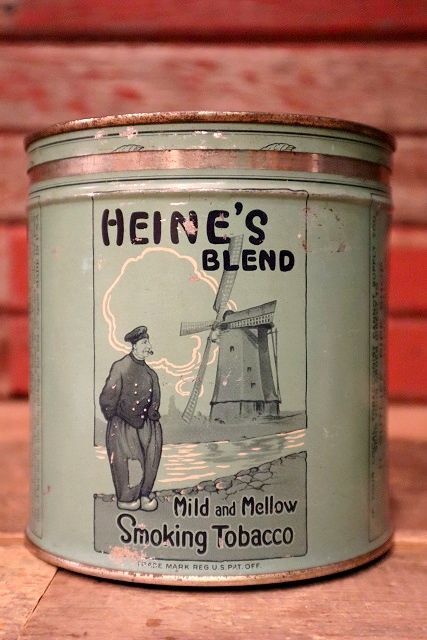 HEINE'S
BLEND
Mild and Mellow
Smoking Tobacco
TRADE MARK REG U.S. PAT. OFF.